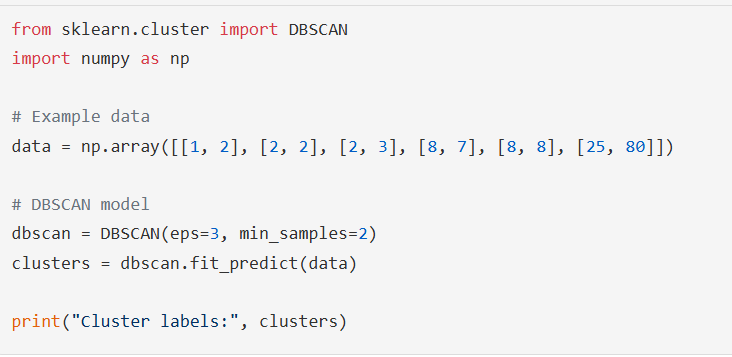 from sklearn.cluster import DBSCAN
import numpy as np
# Example data
data = np.array([[1, 2], [2, 2], [2, 3], [8, 7], [8, 8], [25, 80]])
# DBSCAN model
dbscan = DBSCAN(eps=3, min_samples=2)
clusters = dbscan.fit_predict(data)
print("Cluster labels:", clusters)